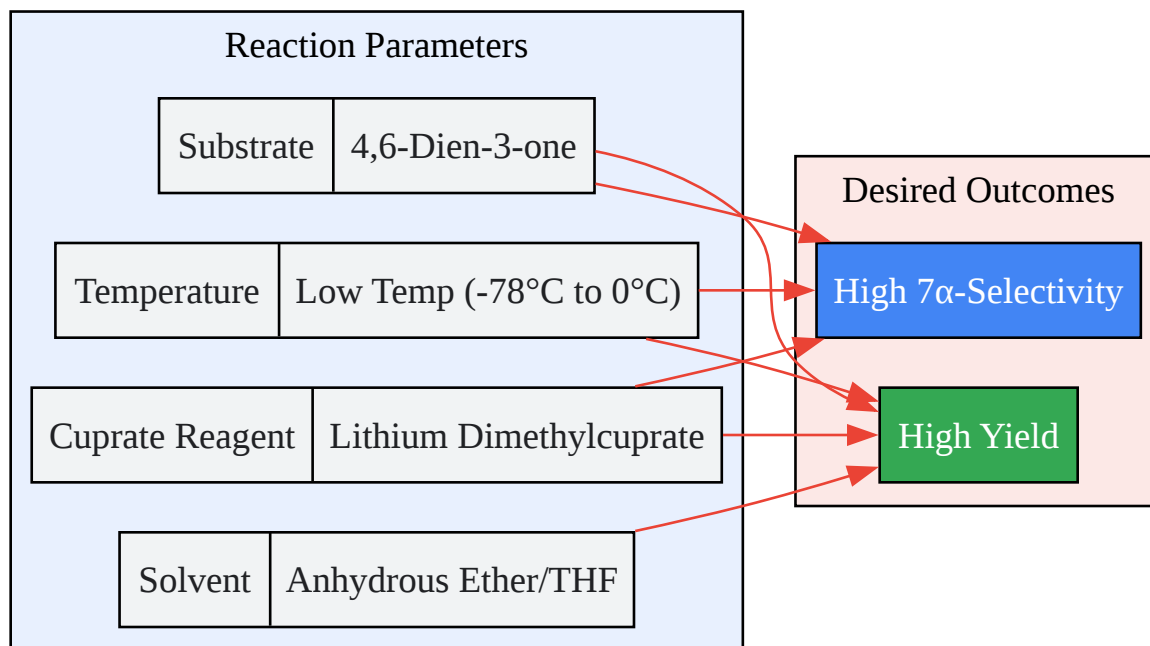 Reaction Parameters
Substrate 4,6-Dien-3-one
Temperature Low Temp (-78°C to 0°C)
Cuprate Reagent Lithium Dimethylcuprate
Solvent Anhydrous Ether/THF
Desired Outcomes
High 7α-Selectivity
High Yield